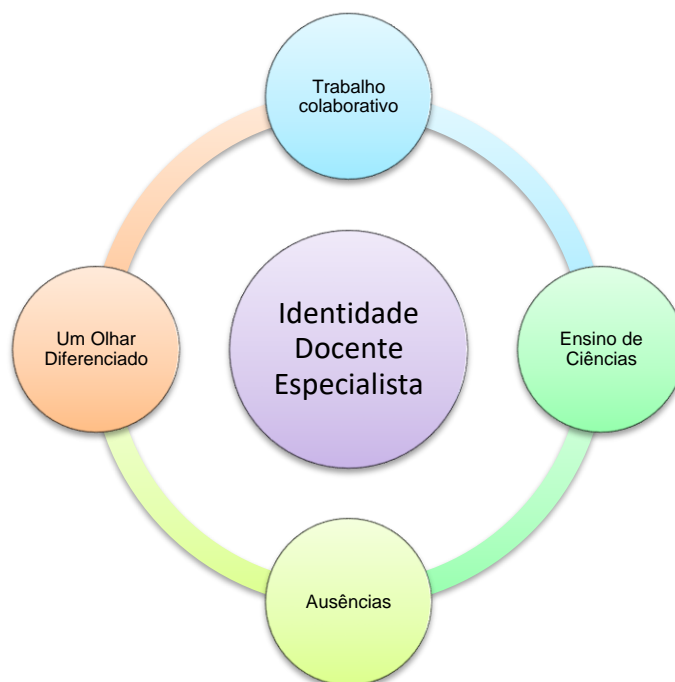 Trabalho
colaborativo
Um Olhar
Diferenciado
Identidade
Docente
Especialista
Ensino de
Ciências
Ausências